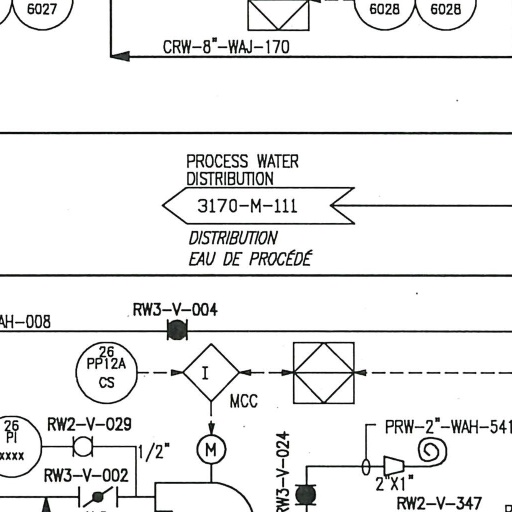 6027
6028
6028
CRW-8"-WAJ-170
PROCESS WATER
DISTRIBUTION
3170-M-111
DISTRIBUTION
EAU DE PROCÉDÉ
AH-008
RW3-V-004
26
PP12A
CS
I
MCC
26
PI
xxxx
RW2-V-029
1/2"
M
RW3-V-002
RW3-V-024
PRW-2"-WAH-541
2"X1"
RW2-V-347